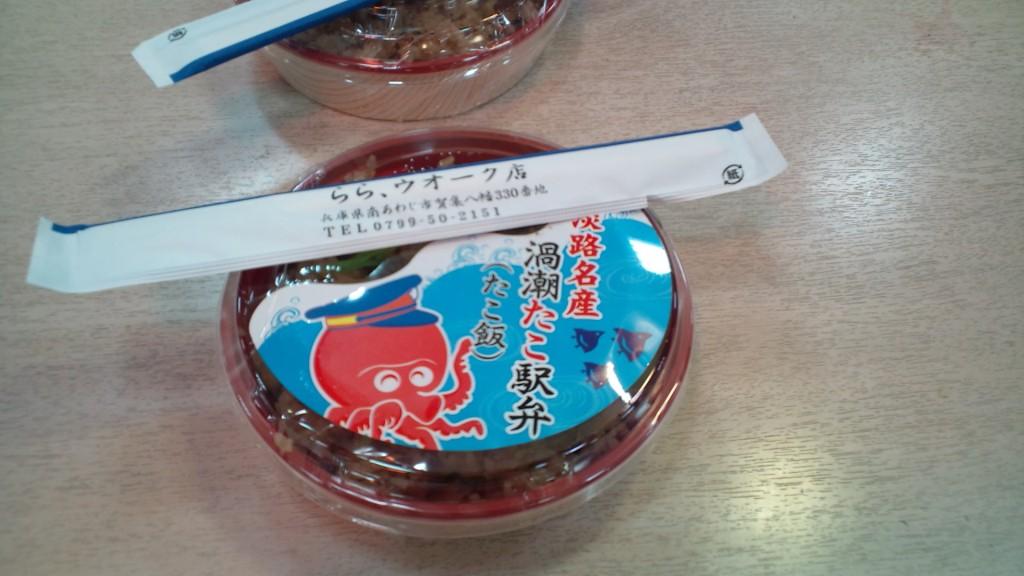 らら、ウオーク店
兵庫県南あわじ市賀集八幡330番地
TEL0799-50-2151
紙
淡路名産
渦潮たこ駅弁
(たこ飯)